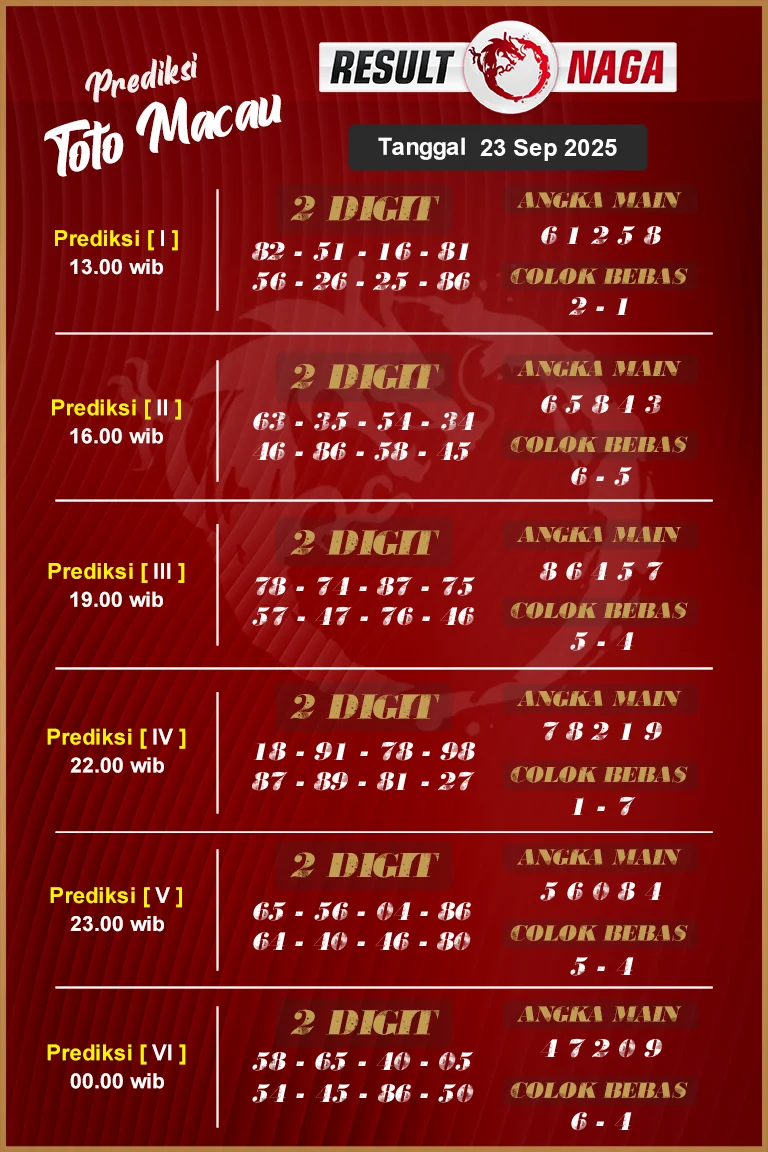 Prediksi
Toto Macau
RESULT NAGA
Tanggal 23 Sep 2025
Prediksi [ I ]
13.00 wib
2 DIGIT
82 - 51 - 16 - 81
56 - 26 - 25 - 86
ANGKA MAIN
6 1 2 5 8
COLOK BEBAS
2 - 1
Prediksi [ II ]
16.00 wib
2 DIGIT
63 - 35 - 54 - 34
46 - 86 - 58 - 45
ANGKA MAIN
6 5 8 4 3
COLOK BEBAS
6 - 5
Prediksi [ III ]
19.00 wib
2 DIGIT
78 - 74 - 87 - 75
57 - 47 - 76 - 46
ANGKA MAIN
8 6 4 5 7
COLOK BEBAS
5 - 4
Prediksi [ IV ]
22.00 wib
2 DIGIT
18 - 91 - 78 - 98
87 - 89 - 81 - 27
ANGKA MAIN
7 8 2 1 9
COLOK BEBAS
1 - 7
Prediksi [ V ]
23.00 wib
2 DIGIT
65 - 56 - 04 - 86
64 - 40 - 46 - 80
ANGKA MAIN
5 6 0 8 4
COLOK BEBAS
5 - 4
Prediksi [ VI ]
00.00 wib
2 DIGIT
58 - 65 - 40 - 05
54 - 45 - 86 - 50
ANGKA MAIN
4 7 2 0 9
COLOK BEBAS
6 - 4